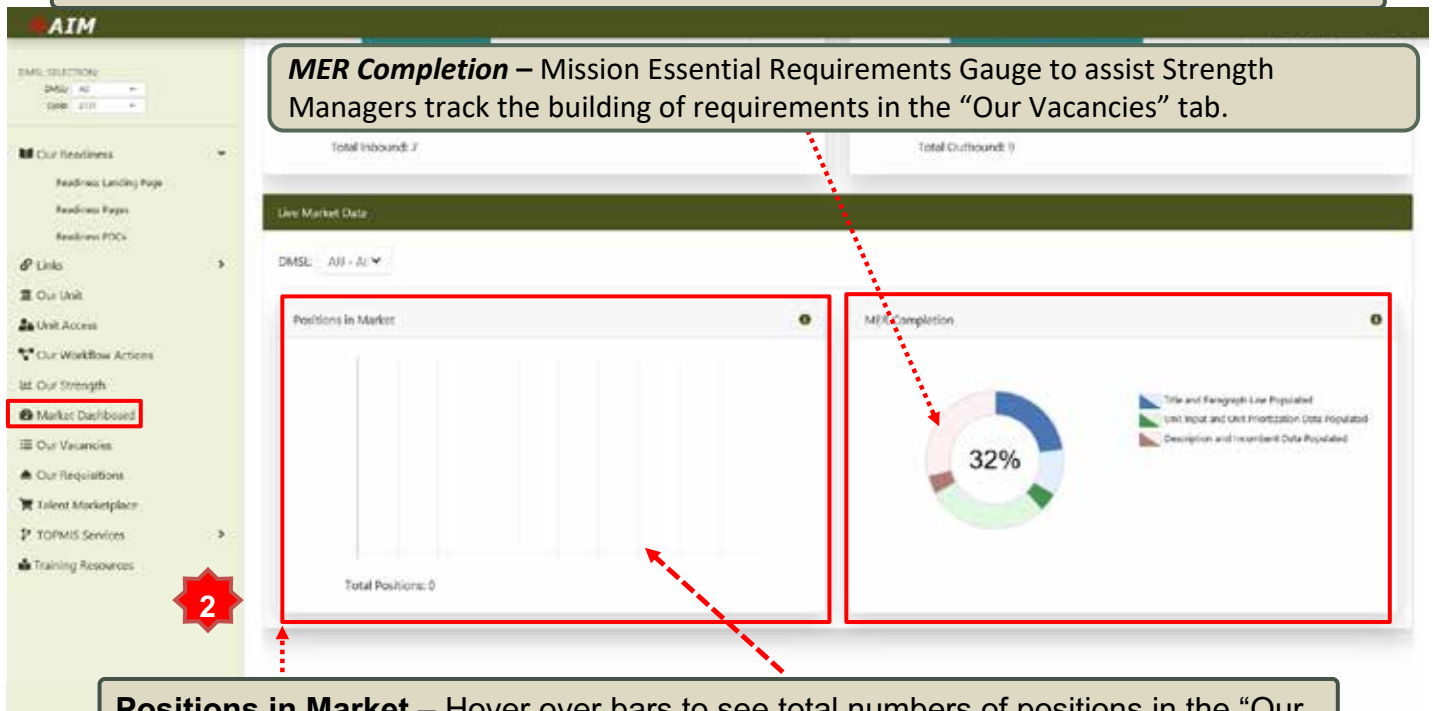 AIM
DMSL SELECTION:
DMSL: All
MER Completion – Mission Essential Requirements Gauge to assist Strength
Managers track the building of requirements in the “Our Vacancies” tab.
Total Inbound: 7
Total Outbound: 9
Our Readiness
Readiness Landing Page
Readiness Pages
Readiness POCs
Links
Our Unit
Unit Access
Our Workflow Actions
Our Strength
Market Dashboard
Our Vacancies
Our Requisitions
Talent Marketplace
TOPMIS Services
Training Resources
2
Live Market Data
DMSL:
Positions in Market
Total Positions: 0
MER Completion
32%
Title and Paragraph Line Populated
Unit Input and Unit Prioritization Data Populated
Description and Incumbent Data Populated
Positions in Market – Hover over bars to see total numbers of positions in the “Our